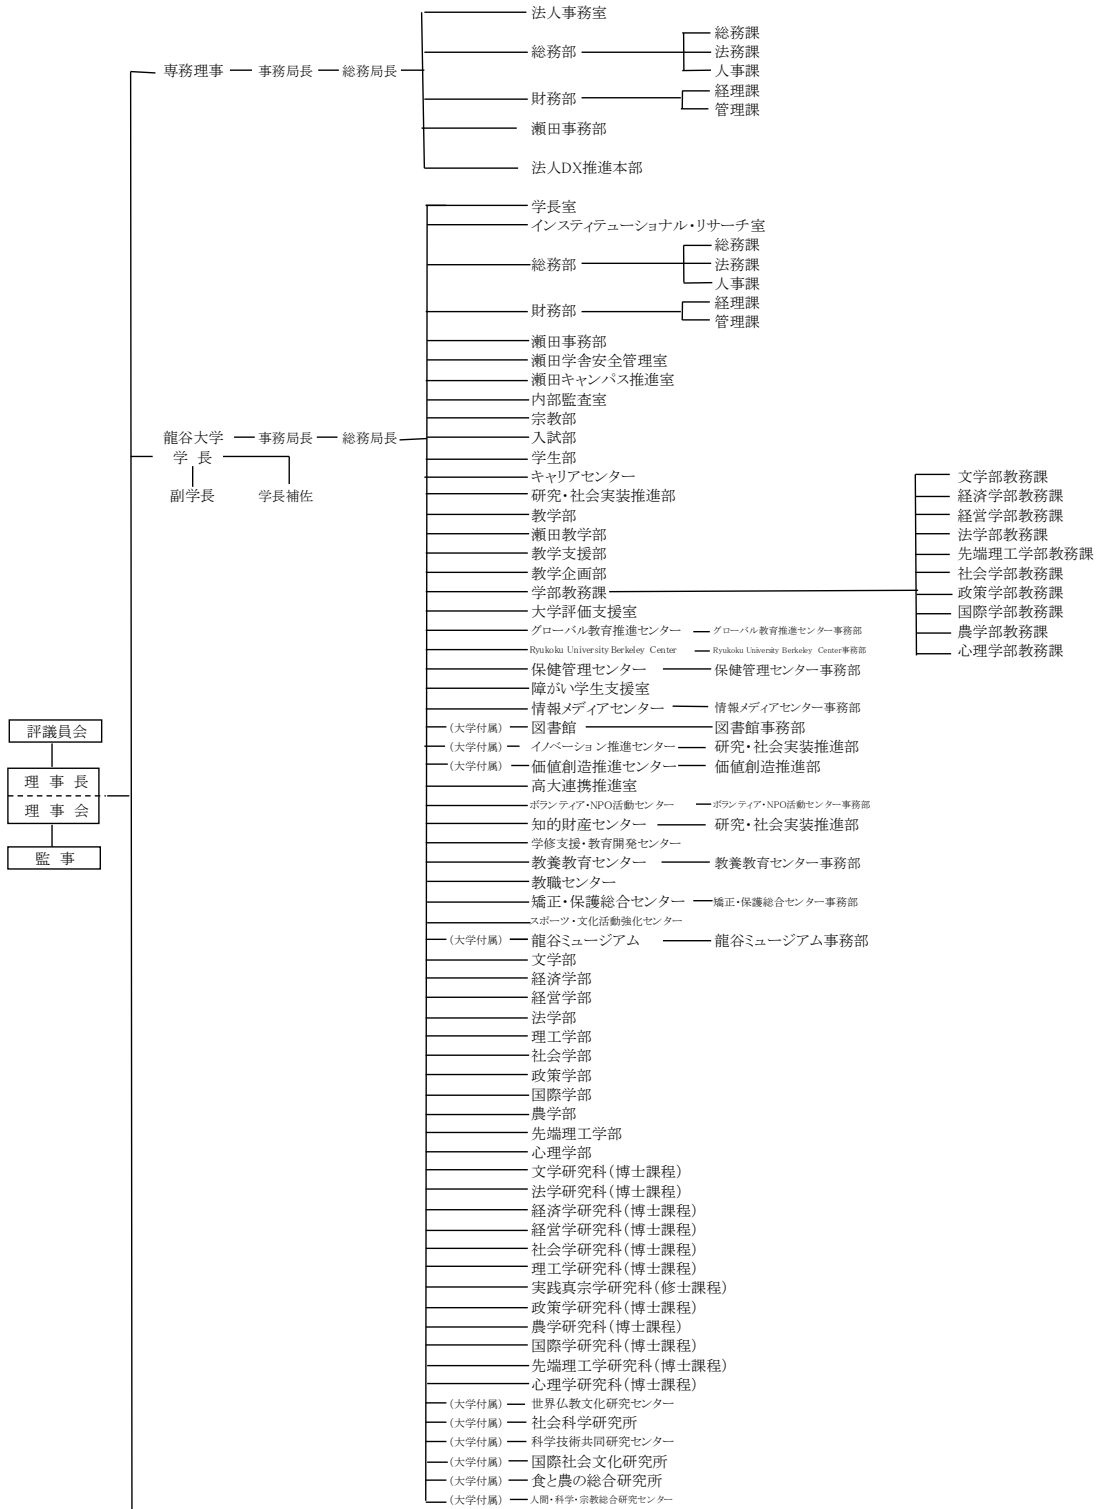 法人事務室
総務課
総務部
法務課
専務理事 事務局長 総務局長
人事課
経理課
財務部
管理課
瀬田事務部
法人DX推進本部
学長室
インスティテューショナル・リサーチ室
総務課
総務部
法務課
人事課
経理課
財務部
管理課
瀬田事務部
瀬田学舎安全管理室
瀬田キャンパス推進室
内部監査室
宗教部
龍谷大学 事務局長 総務局長
入試部
学長
学生部
キャリアセンター
副学長 学長補佐
研究・社会実装推進部
教学部
瀬田教学部
教学支援部
教学企画部
学部教務課
文学部教務課
経済学部教務課
経営学部教務課
法学部教務課
先端理工学部教務課
社会学部教務課
政策学部教務課
国際学部教務課
農学部教務課
心理学部教務課
大学評価支援室
グローバル教育推進センター グローバル教育推進センター事務部
Ryukoku University Berkeley Center Ryukoku University Berkeley Center事務部
保健管理センター 保健管理センター事務部
障がい学生支援室
情報メディアセンター 情報メディアセンター事務部
(大学付属) 図書館 図書館事務部
(大学付属) イノベーション推進センター 研究・社会実装推進部
(大学付属) 価値創造推進センター 価値創造推進部
評議員会
理事長
理事会
監事
高大連携推進室
ボランティア・NPO活動センター ボランティア・NPO活動センター事務部
知的財産センター 研究・社会実装推進部
学修支援・教育開発センター
教養教育センター 教養教育センター事務部
教職センター
矯正・保護総合センター 矯正・保護総合センター事務部
スポーツ・文化活動強化センター
(大学付属) 龍谷ミュージアム 龍谷ミュージアム事務部
文学部
経済学部
経営学部
法学部
理工学部
社会学部
政策学部
国際学部
農学部
先端理工学部
心理学部
文学研究科(博士課程)
法学研究科(博士課程)
経済学研究科(博士課程)
経営学研究科(博士課程)
社会学研究科(博士課程)
理工学研究科(博士課程)
実践真宗学研究科(修士課程)
政策学研究科(博士課程)
農学研究科(博士課程)
国際学研究科(博士課程)
先端理工学研究科(博士課程)
心理学研究科(博士課程)
(大学付属) 世界仏教文化研究センター
(大学付属) 社会科学研究所
(大学付属) 科学技術共同研究センター
(大学付属) 国際社会文化研究所
(大学付属) 食と農の総合研究所
(大学付属) 人間・科学・宗教総合研究センター